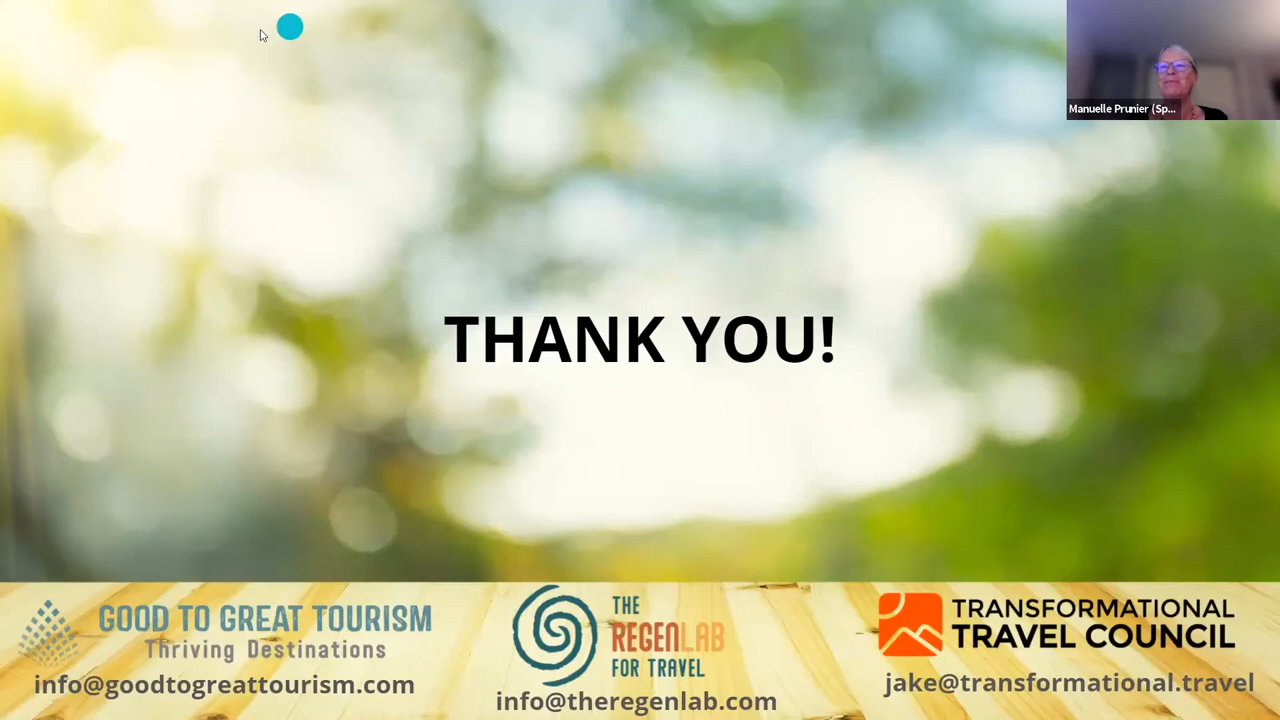 Manuelle Prunier (Sp...
THANK YOU!
GOOD TO GREAT TOURISM
Thriving Destinations
info@goodtogreattourism.com
THE
REGENLAB
FOR TRAVEL
info@theregenlab.com
TRANSFORMATIONAL
TRAVEL COUNCIL
jake@transformational.travel